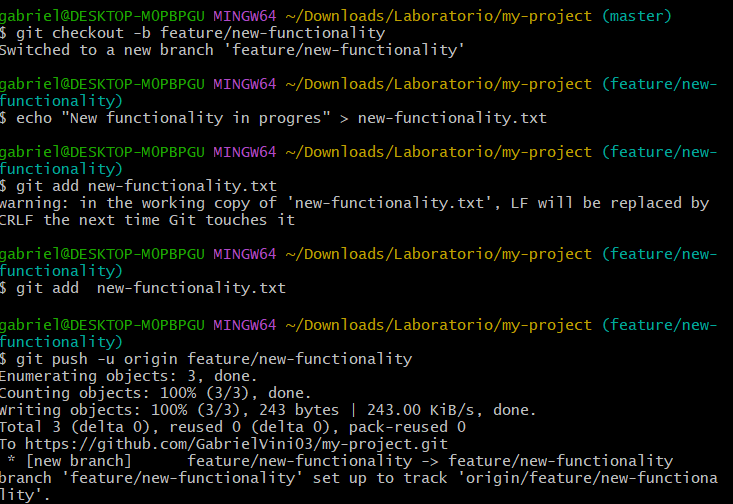 gabriel@DESKTOP-M0PBPGU MINGW64 ~/Downloads/Laboratorio/my-project (master)
$ git checkout -b feature/new-functionality
Switched to a new branch 'feature/new-functionality'
gabriel@DESKTOP-M0PBPGU MINGW64 ~/Downloads/Laboratorio/my-project (feature/new-
functionality)
$ echo "New functionality in progres" > new-functionality.txt
gabriel@DESKTOP-M0PBPGU MINGW64 ~/Downloads/Laboratorio/my-project (feature/new-
functionality)
$ git add new-functionality.txt
warning: in the working copy of 'new-functionality.txt', LF will be replaced by
CRLF the next time Git touches it
gabriel@DESKTOP-M0PBPGU MINGW64 ~/Downloads/Laboratorio/my-project (feature/new-
functionality)
$ git add  new-functionality.txt
gabriel@DESKTOP-M0PBPGU MINGW64 ~/Downloads/Laboratorio/my-project (feature/new-
functionality)
$ git push -u origin feature/new-functionality
Enumerating objects: 3, done.
Counting objects: 100% (3/3), done.
Writing objects: 100% (3/3), 243 bytes | 243.00 KiB/s, done.
Total 3 (delta 0), reused 0 (delta 0), pack-reused 0
To https://github.com/GabrielVini03/my-project.git
 * [new branch]      feature/new-functionality -> feature/new-functionality
branch 'feature/new-functionality' set up to track 'origin/feature/new-functiona
lity'.